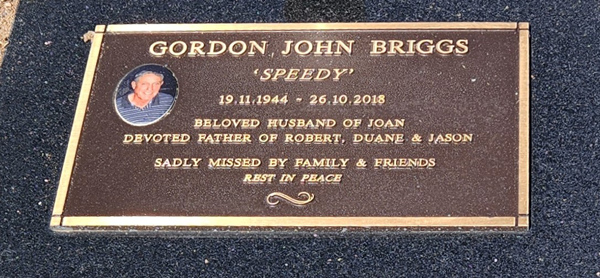 GORDON JOHN BRIGGS
'SPEEDY'
19.11.1944 - 26.10.2018
BELOVED HUSBAND OF JOAN
DEVOTED FATHER OF ROBERT, DUANE & JASON
SADLY MISSED BY FAMILY & FRIENDS
REST IN PEACE